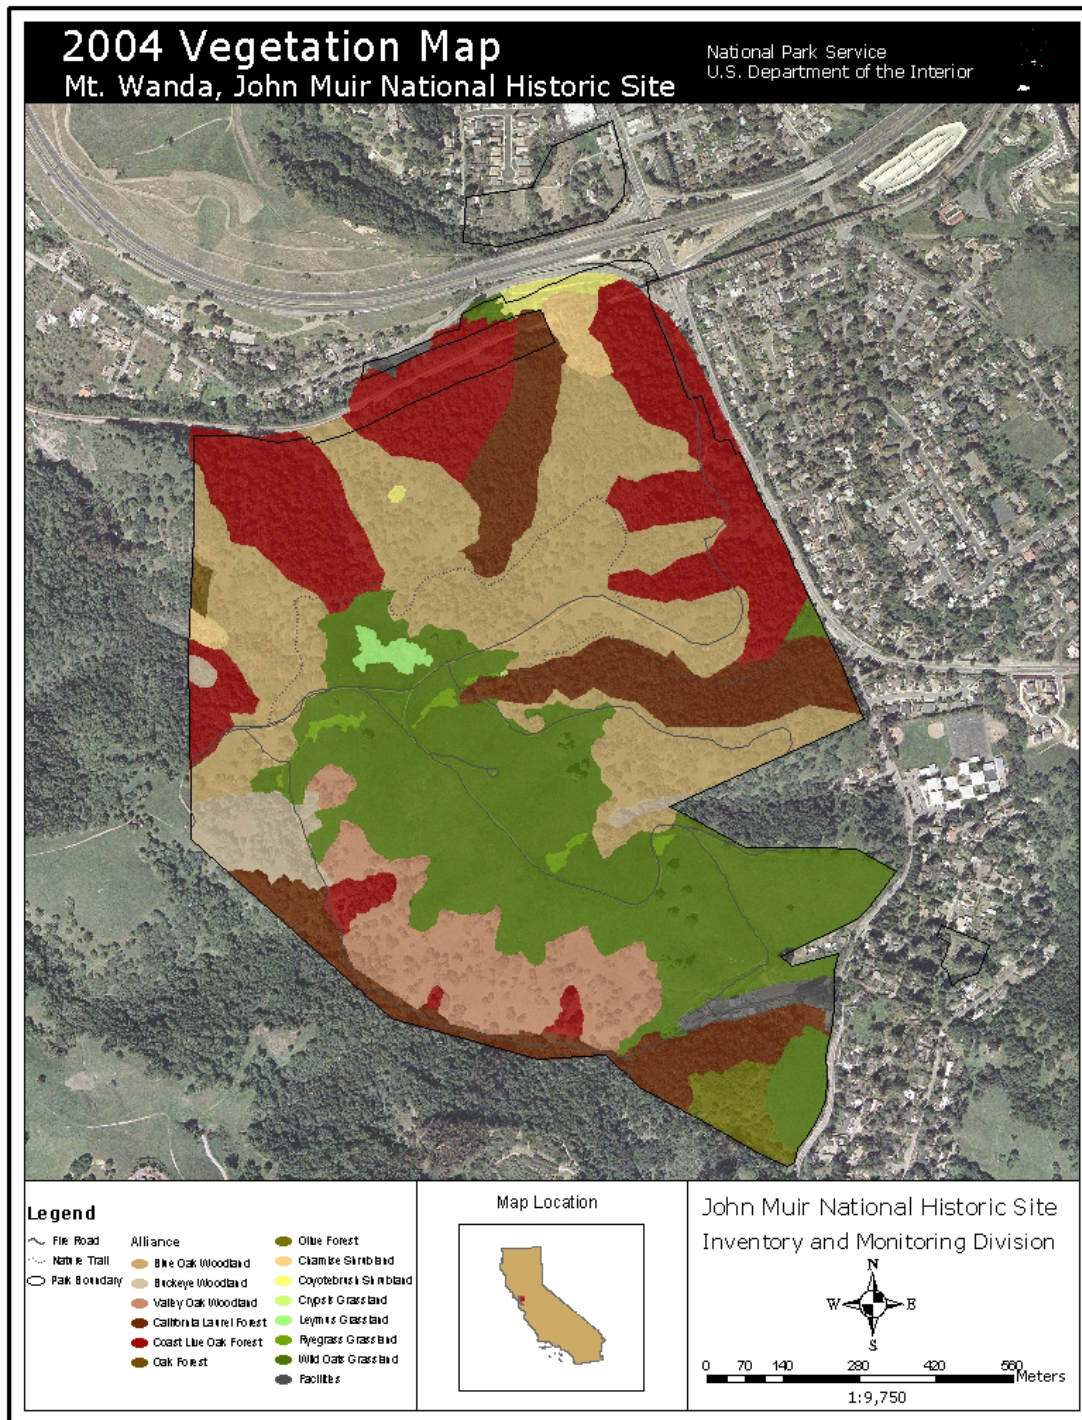 2004 Vegetation Map
Mt. Wanda, John Muir National Historic Site
National Park Service
U.S. Department of the Interior
Legend
Fire Road
Nature Trail
Park Boundary
Alliance
Blue Oak Woodland
Buckeye Woodland
Valley Oak Woodland
California Laurel Forest
Coast Live Oak Forest
Oak Forest
Olive Forest
Chamise Shrubland
Coyotebrush Shrubland
Crypsis Grassland
Leymus Grassland
Ryegrass Grassland
Wild Oats Grassland
Facilities
Map Location
John Muir National Historic Site
Inventory and Monitoring Division
N
W E
S
0 70 140 280 420 560
Meters
1:9,750